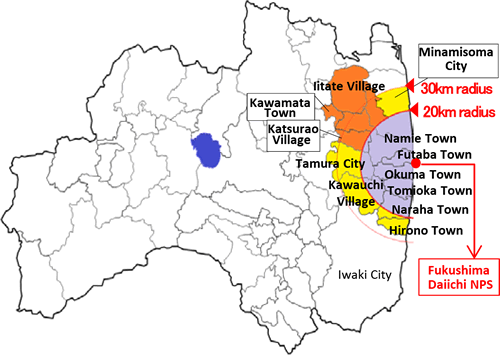 Minamisoma
City
Iitate Village
30km radius
Kawamata
Town
20km radius
Katsurao
Village
Namie Town
Futaba Town
Tamura City
Okuma Town
Kawauchi
Village
Tomioka Town
Naraha Town
Hirono Town
Iwaki City
Fukushima
Daiichi NPS